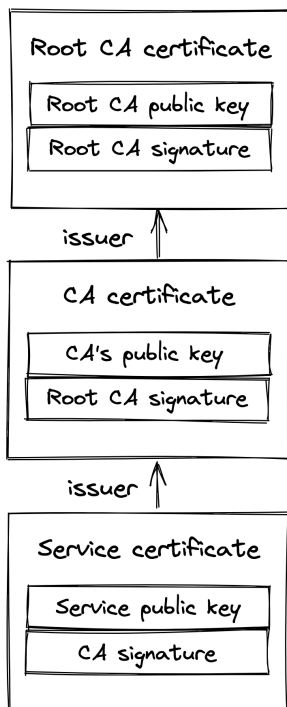 Root CA certificate
Root CA public key
Root CA signature
issuer
CA certificate
CA's public key
Root CA signature
issuer
Service certificate
Service public key
CA signature